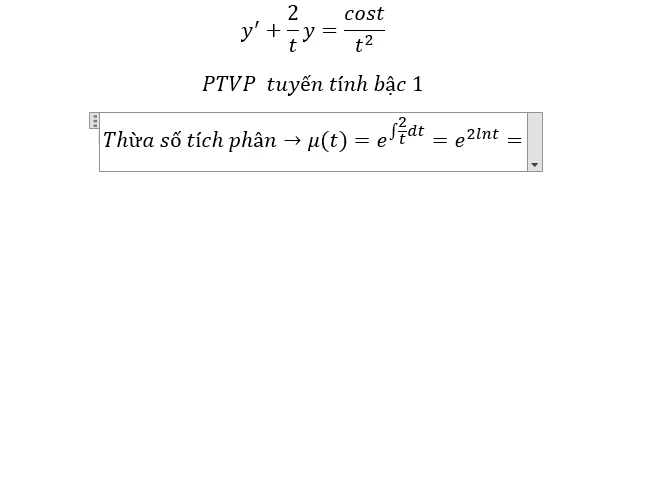 y′ + 2/t y = cost/t²
PTVP tuyến tính bậc 1
Thừa số tích phân → μ(t) = e^∫2/t dt = e^2lnt =